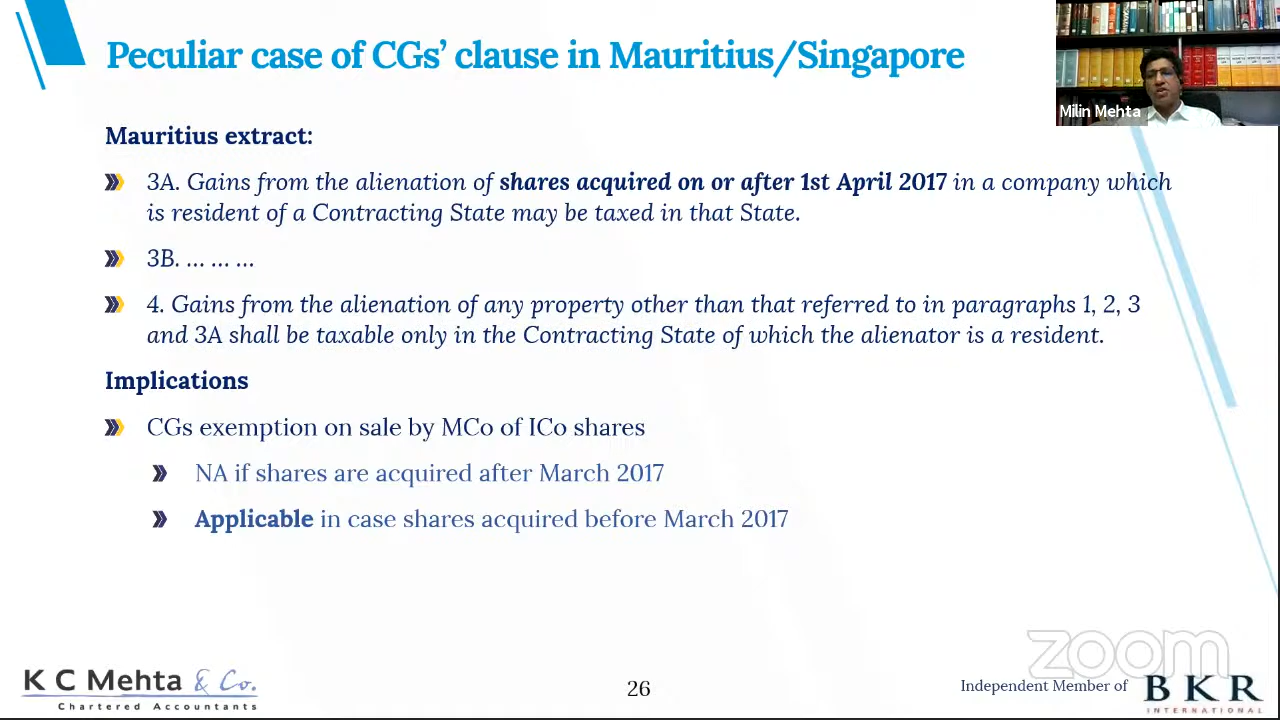 Peculiar case of CGs' clause in Mauritius/Singapore
Milin Mehta
Mauritius extract:
3A. Gains from the alienation of shares acquired on or after 1st April 2017 in a company which
is resident of a Contracting State may be taxed in that State.
3B. ... ... ...
4. Gains from the alienation of any property other than that referred to in paragraphs 1, 2, 3
and 3A shall be taxable only in the Contracting State of which the alienator is a resident.
Implications
CGs exemption on sale by MCo of ICo shares
NA if shares are acquired after March 2017
Applicable in case shares acquired before March 2017
zoom
K C Mehta & Co.
Chartered Accountants
26
Independent Member of
BKR
INTERNATIONAL